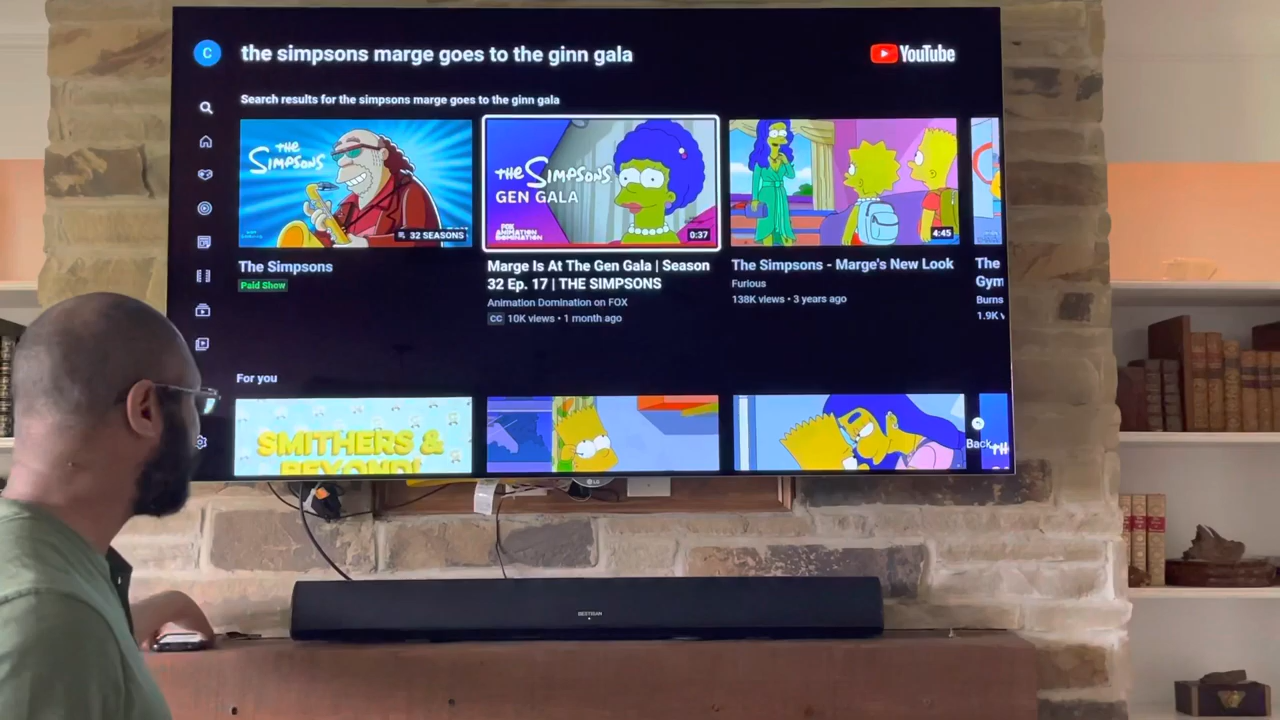 C
the simpsons marge goes to the ginn gala
YouTube
Search results for the simpsons marge goes to the ginn gala
THE SIMPSONS
32 SEASONS
THE SIMPSONS
GEN GALA
FOX
ANIMATION
DOMINATION
0:37
4:45
The Simpsons
Paid Show
Marge Is At The Gen Gala | Season
32 Ep. 17 | THE SIMPSONS
Animation Domination on FOX
CC 10K views • 1 month ago
The Simpsons - Marge's New Look
Furious
138K views • 3 years ago
The
Gym
Burns
1.9K v
For you
SMITHERS &
BEYOND!
Back
LG
BESTISAN